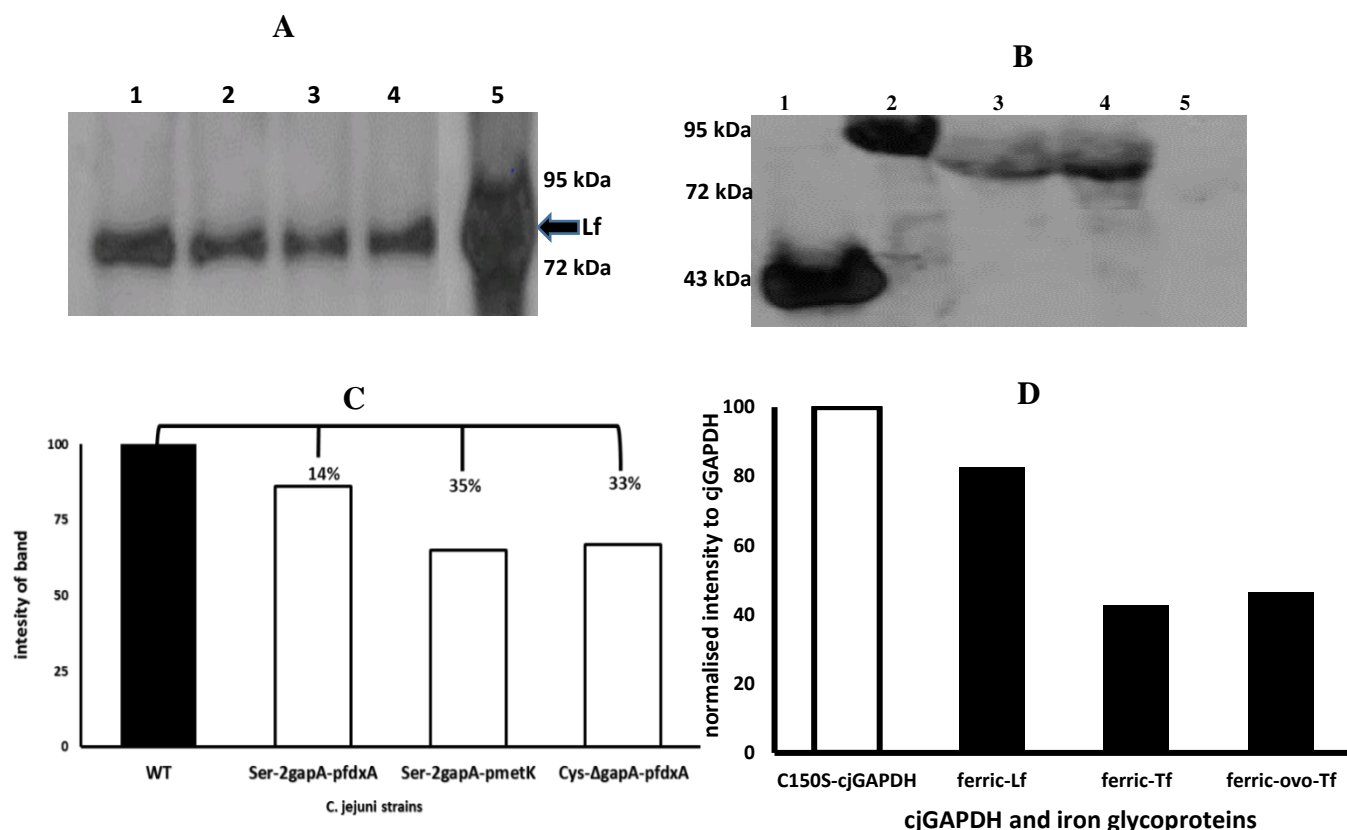 A
1 2 3 4 5
95 kDa
Lf
72 kDa
B
1 2 3 4 5
95 kDa
72 kDa
43 kDa
C
intesity of band
100
75
50
25
0
14%
35%
33%
WT Ser-2gapA-pfdxA Ser-2gapA-pmetK Cys-ΔgapA-pfdxA
C. jejuni strains
D
normalised intensity to cjGAPDH
100
80
60
40
20
0
C150S-cjGAPDH ferric-Lf ferric-Tf ferric-ovo-Tf
cjGAPDH and iron glycoproteins